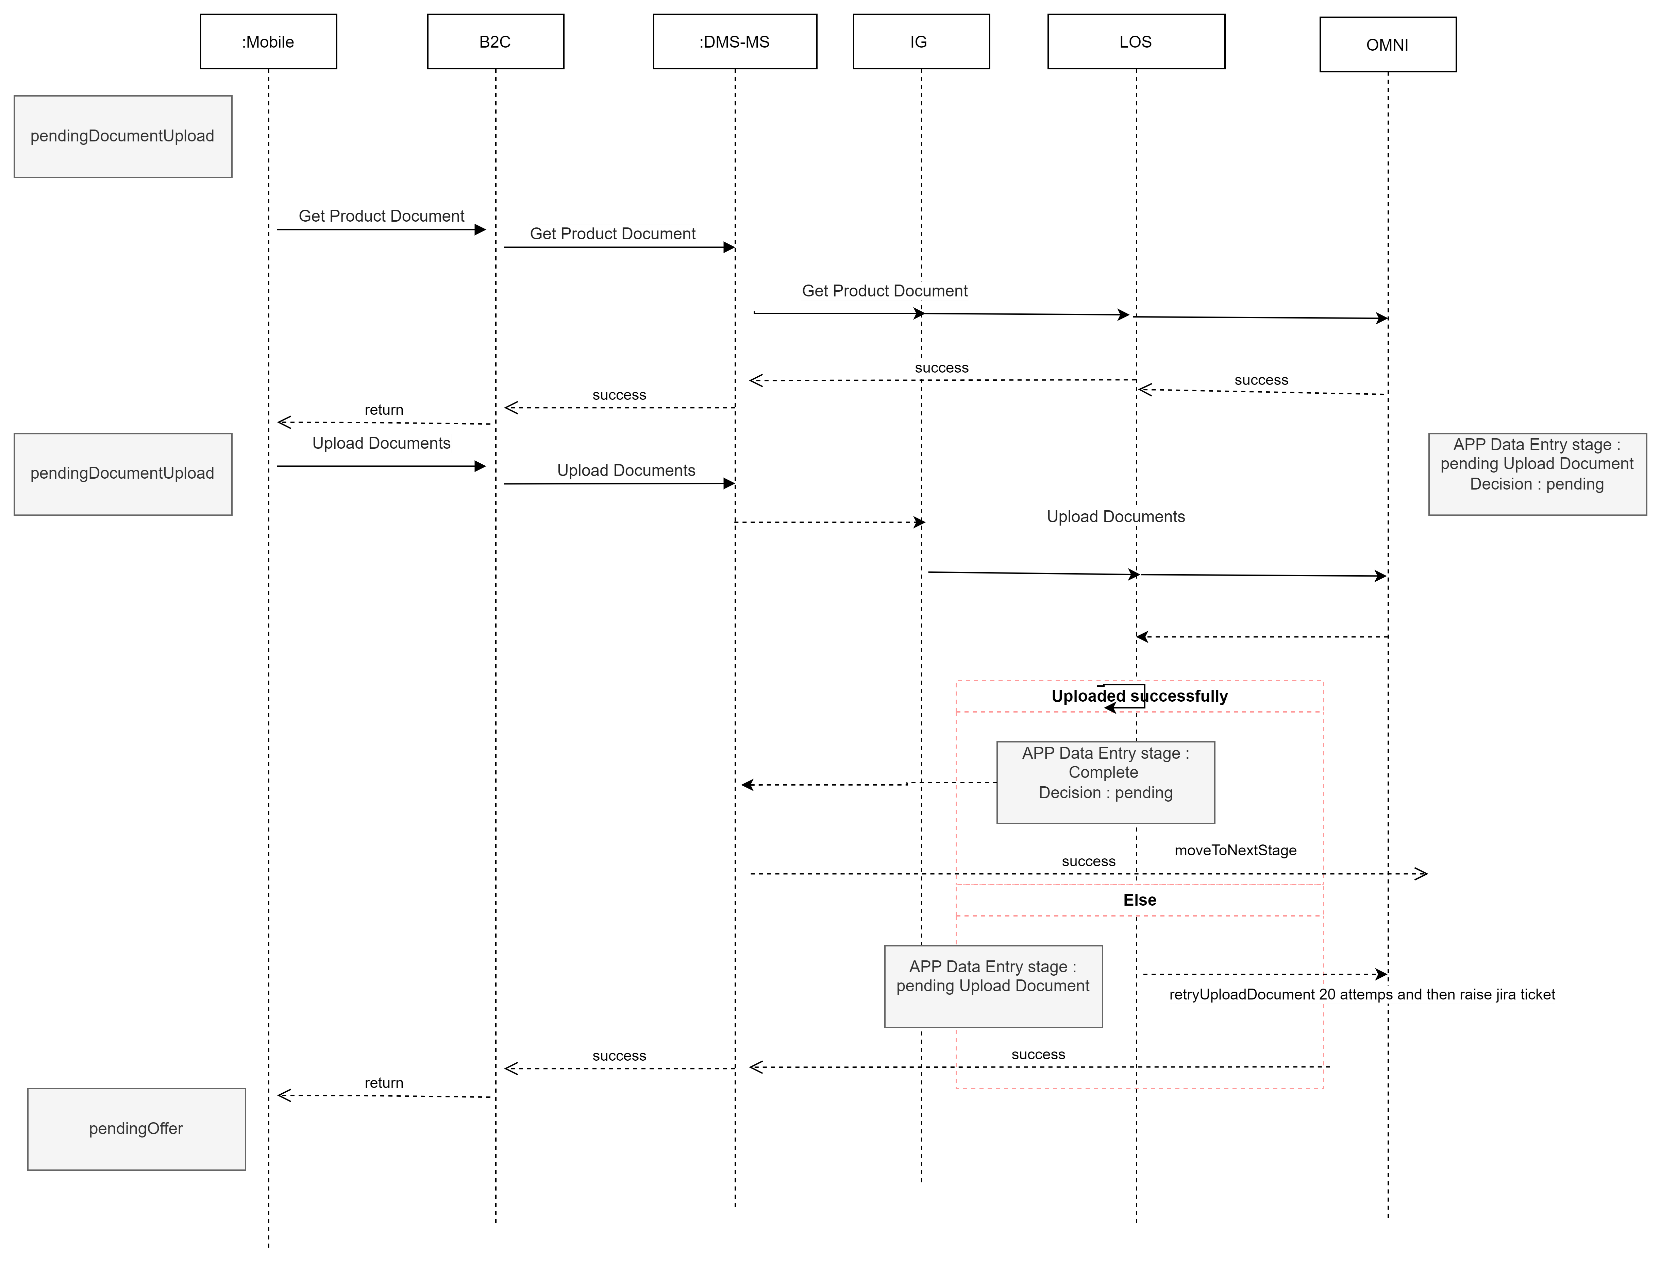 :Mobile
B2C
:DMS-MS
IG
LOS
OMNI
pendingDocumentUpload
Get Product Document
Get Product Document
Get Product Document
success
success
success
return
Upload Documents
pendingDocumentUpload
Upload Documents
APP Data Entry stage :
pending Upload Document
Decision : pending
Upload Documents
Uploaded successfully
APP Data Entry stage :
Complete
Decision : pending
moveToNextStage
success
Else
APP Data Entry stage :
pending Upload Document
retryUploadDocument 20 attemps and then raise jira ticket
success
success
return
pendingOffer